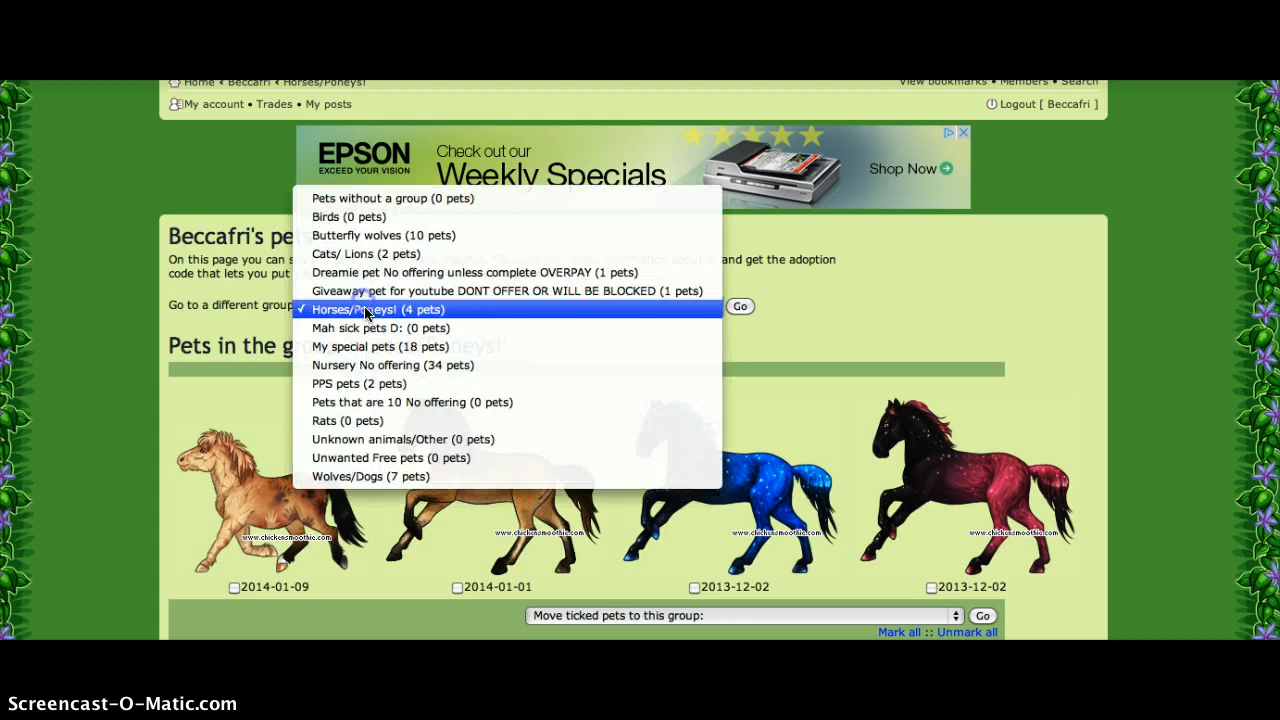 Home < Beccafri < Horses/Poneys!
View bookmarks • Members • Search
My account • Trades • My posts
Logout [ Beccafri ]
EPSON
EXCEED YOUR VISION
Check out our
Weekly Specials
Shop Now
Beccafri's pe
On this page you can s
and get the adoption
code that lets you put
Go to a different group
Pets without a group (0 pets)
Birds (0 pets)
Butterfly wolves (10 pets)
Cats/ Lions (2 pets)
Dreamie pet No offering unless complete OVERPAY (1 pets)
Giveaway pet for youtube DONT OFFER OR WILL BE BLOCKED (1 pets)
✓ Horses/Poneys! (4 pets)
Mah sick pets D: (0 pets)
My special pets (18 pets)
Nursery No offering (34 pets)
PPS pets (2 pets)
Pets that are 10 No offering (0 pets)
Rats (0 pets)
Unknown animals/Other (0 pets)
Unwanted Free pets (0 pets)
Wolves/Dogs (7 pets)
Go
Pets in the g
www.chickensmoothie.com
www.chickensmoothie.com
www.chickensmoothie.com
www.chickensmoothie.com
2014-01-09
2014-01-01
2013-12-02
2013-12-02
Move ticked pets to this group:
Go
Mark all :: Unmark all
Screencast-O-Matic.com